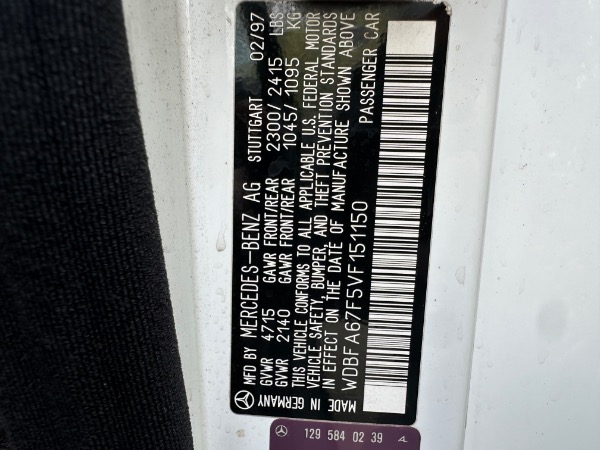 MFD BY MERCEDES-BENZ AG STUTTGART 02/97
GVWR 4715 GAWR FRONT/REAR 2300/2415 LBS
GVWR 2140 GAWR FRONT/REAR 1045/1095 KG
THIS VEHICLE CONFORMS TO ALL APPLICABLE U.S. FEDERAL MOTOR
VEHICLE SAFETY, BUMPER, AND THEFT PREVENTION STANDARDS
IN EFFECT ON THE DATE OF MANUFACTURE SHOWN ABOVE
WDBFA67F5VF151150 PASSENGER CAR
MADE IN GERMANY
129 584 02 39 A